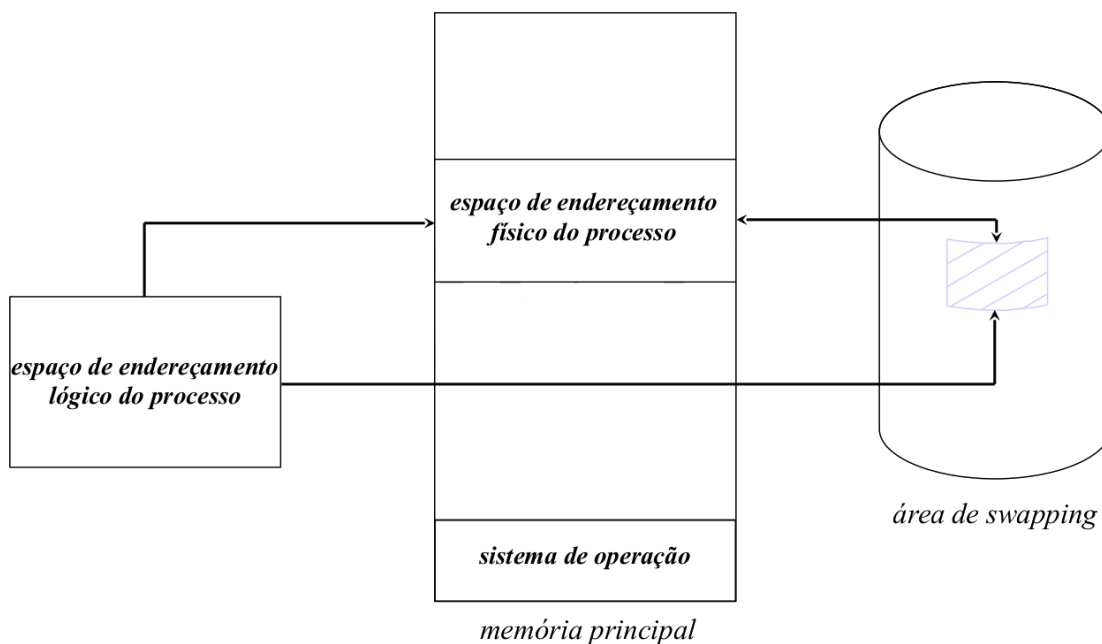 espaço de endereçamento
físico do processo
espaço de endereçamento
lógico do processo
área de swapping
sistema de operação
memória principal